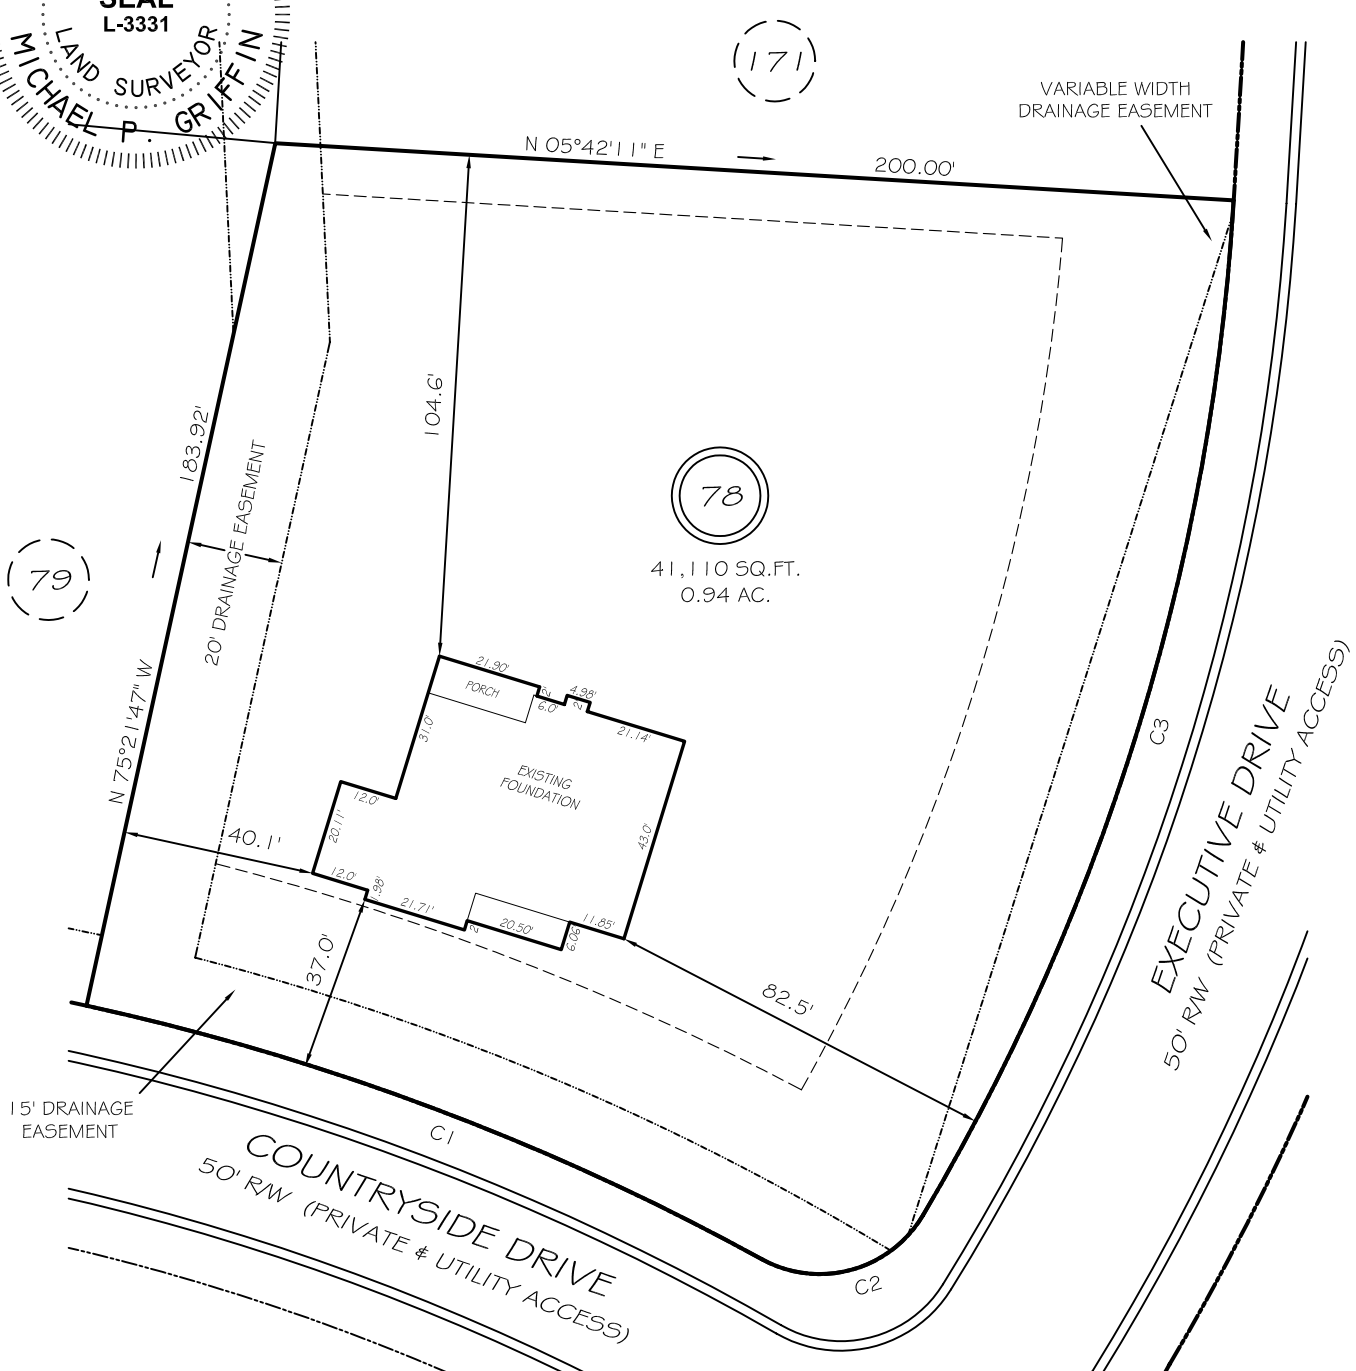 SEAL
L-3331
LAND SURVEYOR
MICHAEL P. GRIFFIN
171
VARIABLE WIDTH
DRAINAGE EASEMENT
N 05°42'11" E
200.00'
104.6'
183.92'
20' DRAINAGE EASEMENT
78
41,110 SQ.FT.
0.94 AC.
79
N 75°21'47" W
21.90'
PORCH
2'
6.0'
4.98'
2'
21.14'
31.0'
EXISTING
FOUNDATION
12.0'
20.11'
43.0'
40.1'
12.0'
.98'
21.71'
2'
20.50'
6.06'
11.85'
37.0'
82.5'
C3
EXECUTIVE DRIVE
50' R/W (PRIVATE & UTILITY ACCESS)
15' DRAINAGE
EASEMENT
C1
COUNTRYSIDE DRIVE
50' R/W (PRIVATE & UTILITY ACCESS)
C2